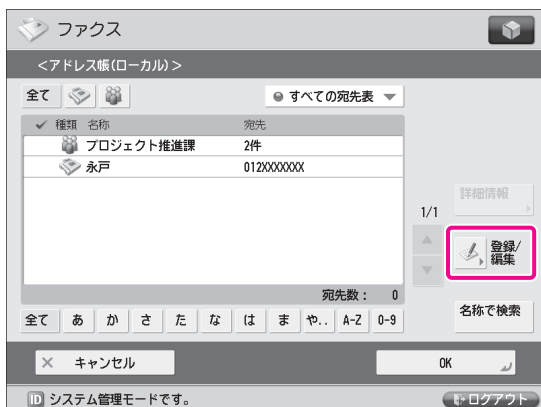 ファクス
<アドレス帳(ローカル)>
全て
すべての宛先表
種類 名称 宛先
プロジェクト推進課 2件
永戸 012XXXXXXX
詳細情報
1/1
登録/
編集
宛先数: 0
全て あ か さ た な は ま や.. A-Z 0-9
名称で検索
キャンセル OK
ID システム管理モードです。 ログアウト